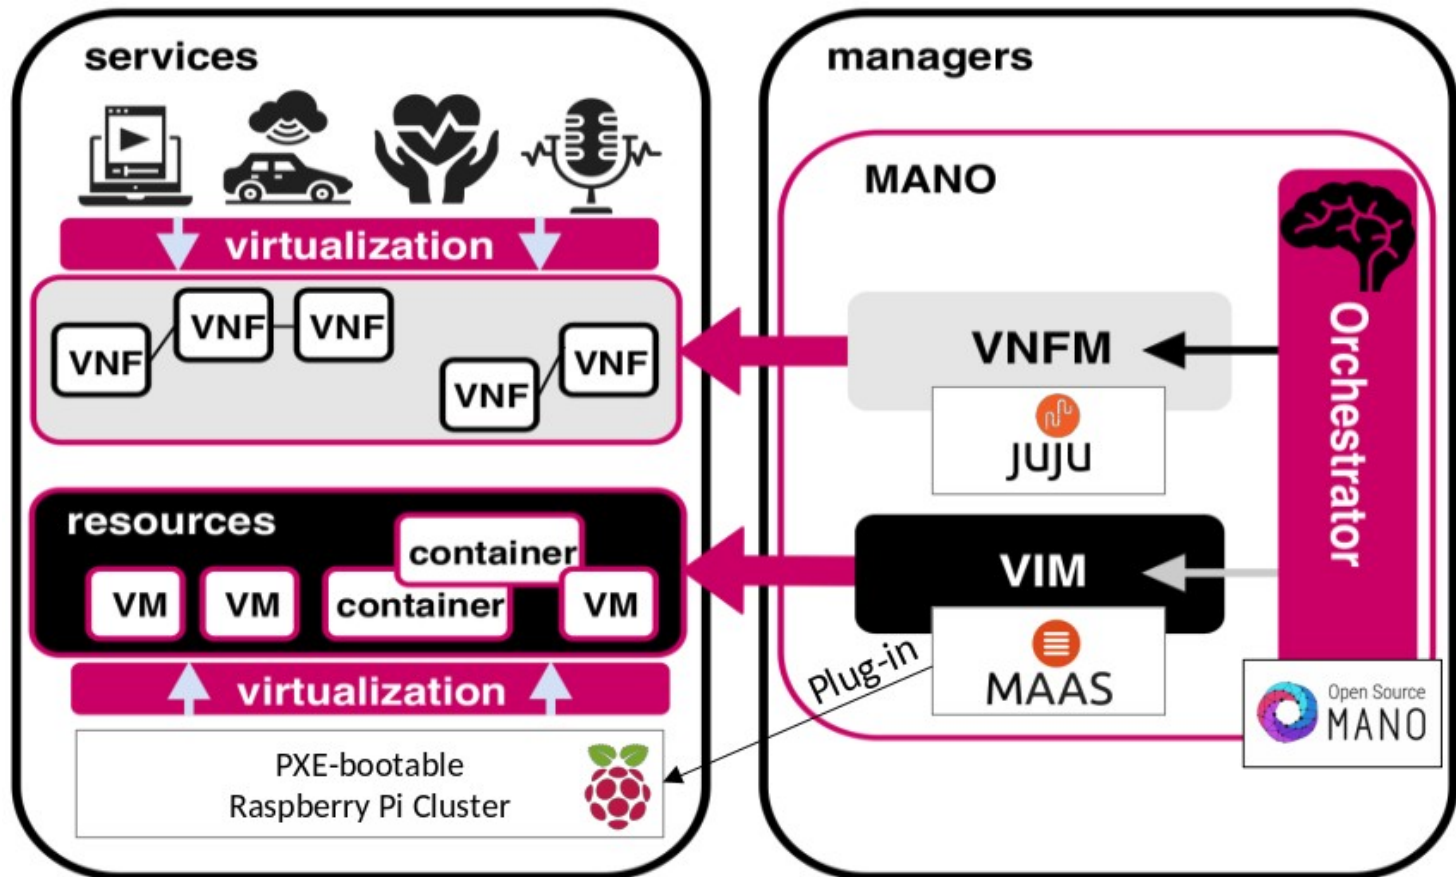 services
virtualization
VNF
VNF
VNF
VNF
VNF
resources
container
VM
VM
container
VM
virtualization
PXE-bootable
Raspberry Pi Cluster
managers
MANO
VNFM
JUJU
VIM
MAAS
Plug-in
Orchestrator
Open Source
MANO